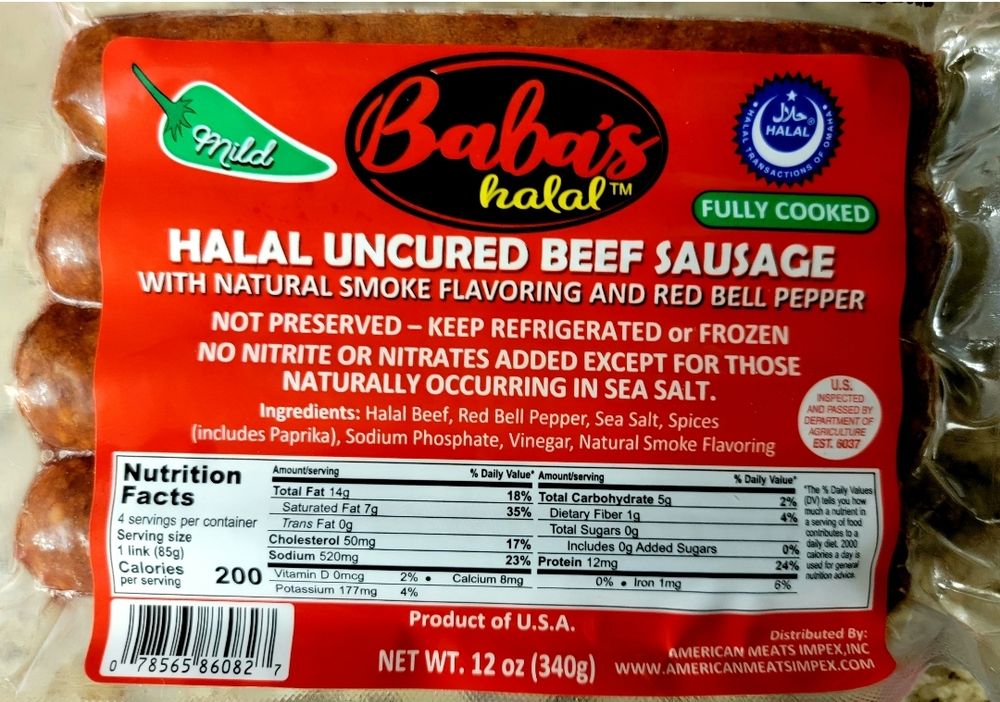 Mild
Baba's
halal™
حلال
HALAL®
HALAL TRANSACTIONS OF OMAHA
FULLY COOKED
HALAL UNCURED BEEF SAUSAGE
WITH NATURAL SMOKE FLAVORING AND RED BELL PEPPER
NOT PRESERVED – KEEP REFRIGERATED or FROZEN
NO NITRITE OR NITRATES ADDED EXCEPT FOR THOSE
NATURALLY OCCURRING IN SEA SALT.
Ingredients: Halal Beef, Red Bell Pepper, Sea Salt, Spices
(includes Paprika), Sodium Phosphate, Vinegar, Natural Smoke Flavoring
U.S.
INSPECTED
AND PASSED BY
DEPARTMENT OF
AGRICULTURE
EST. 6037
Nutrition
Facts
4 servings per container
Serving size
1 link (85g)
Calories
per serving 200
Amount/serving % Daily Value*
Total Fat 14g 18%
Saturated Fat 7g 35%
Trans Fat 0g
Cholesterol 50mg 17%
Sodium 520mg 23%
Amount/serving % Daily Value*
Total Carbohydrate 5g 2%
Dietary Fiber 1g 4%
Total Sugars 0g
Includes 0g Added Sugars 0%
Protein 12mg 24%
Vitamin D 0mcg 2% • Calcium 8mg 0% • Iron 1mg 6%
Potassium 177mg 4%
*The % Daily Values
(DV) tells you how
much a nutrient in
a serving of food
contributes to a
daily diet. 2000
calories a day is
used for general
nutrition advice.
0 78565 86082 7
Product of U.S.A.
NET WT. 12 oz (340g)
Distributed By:
AMERICAN MEATS IMPEX,INC
WWW.AMERICANMEATSIMPEX.COM